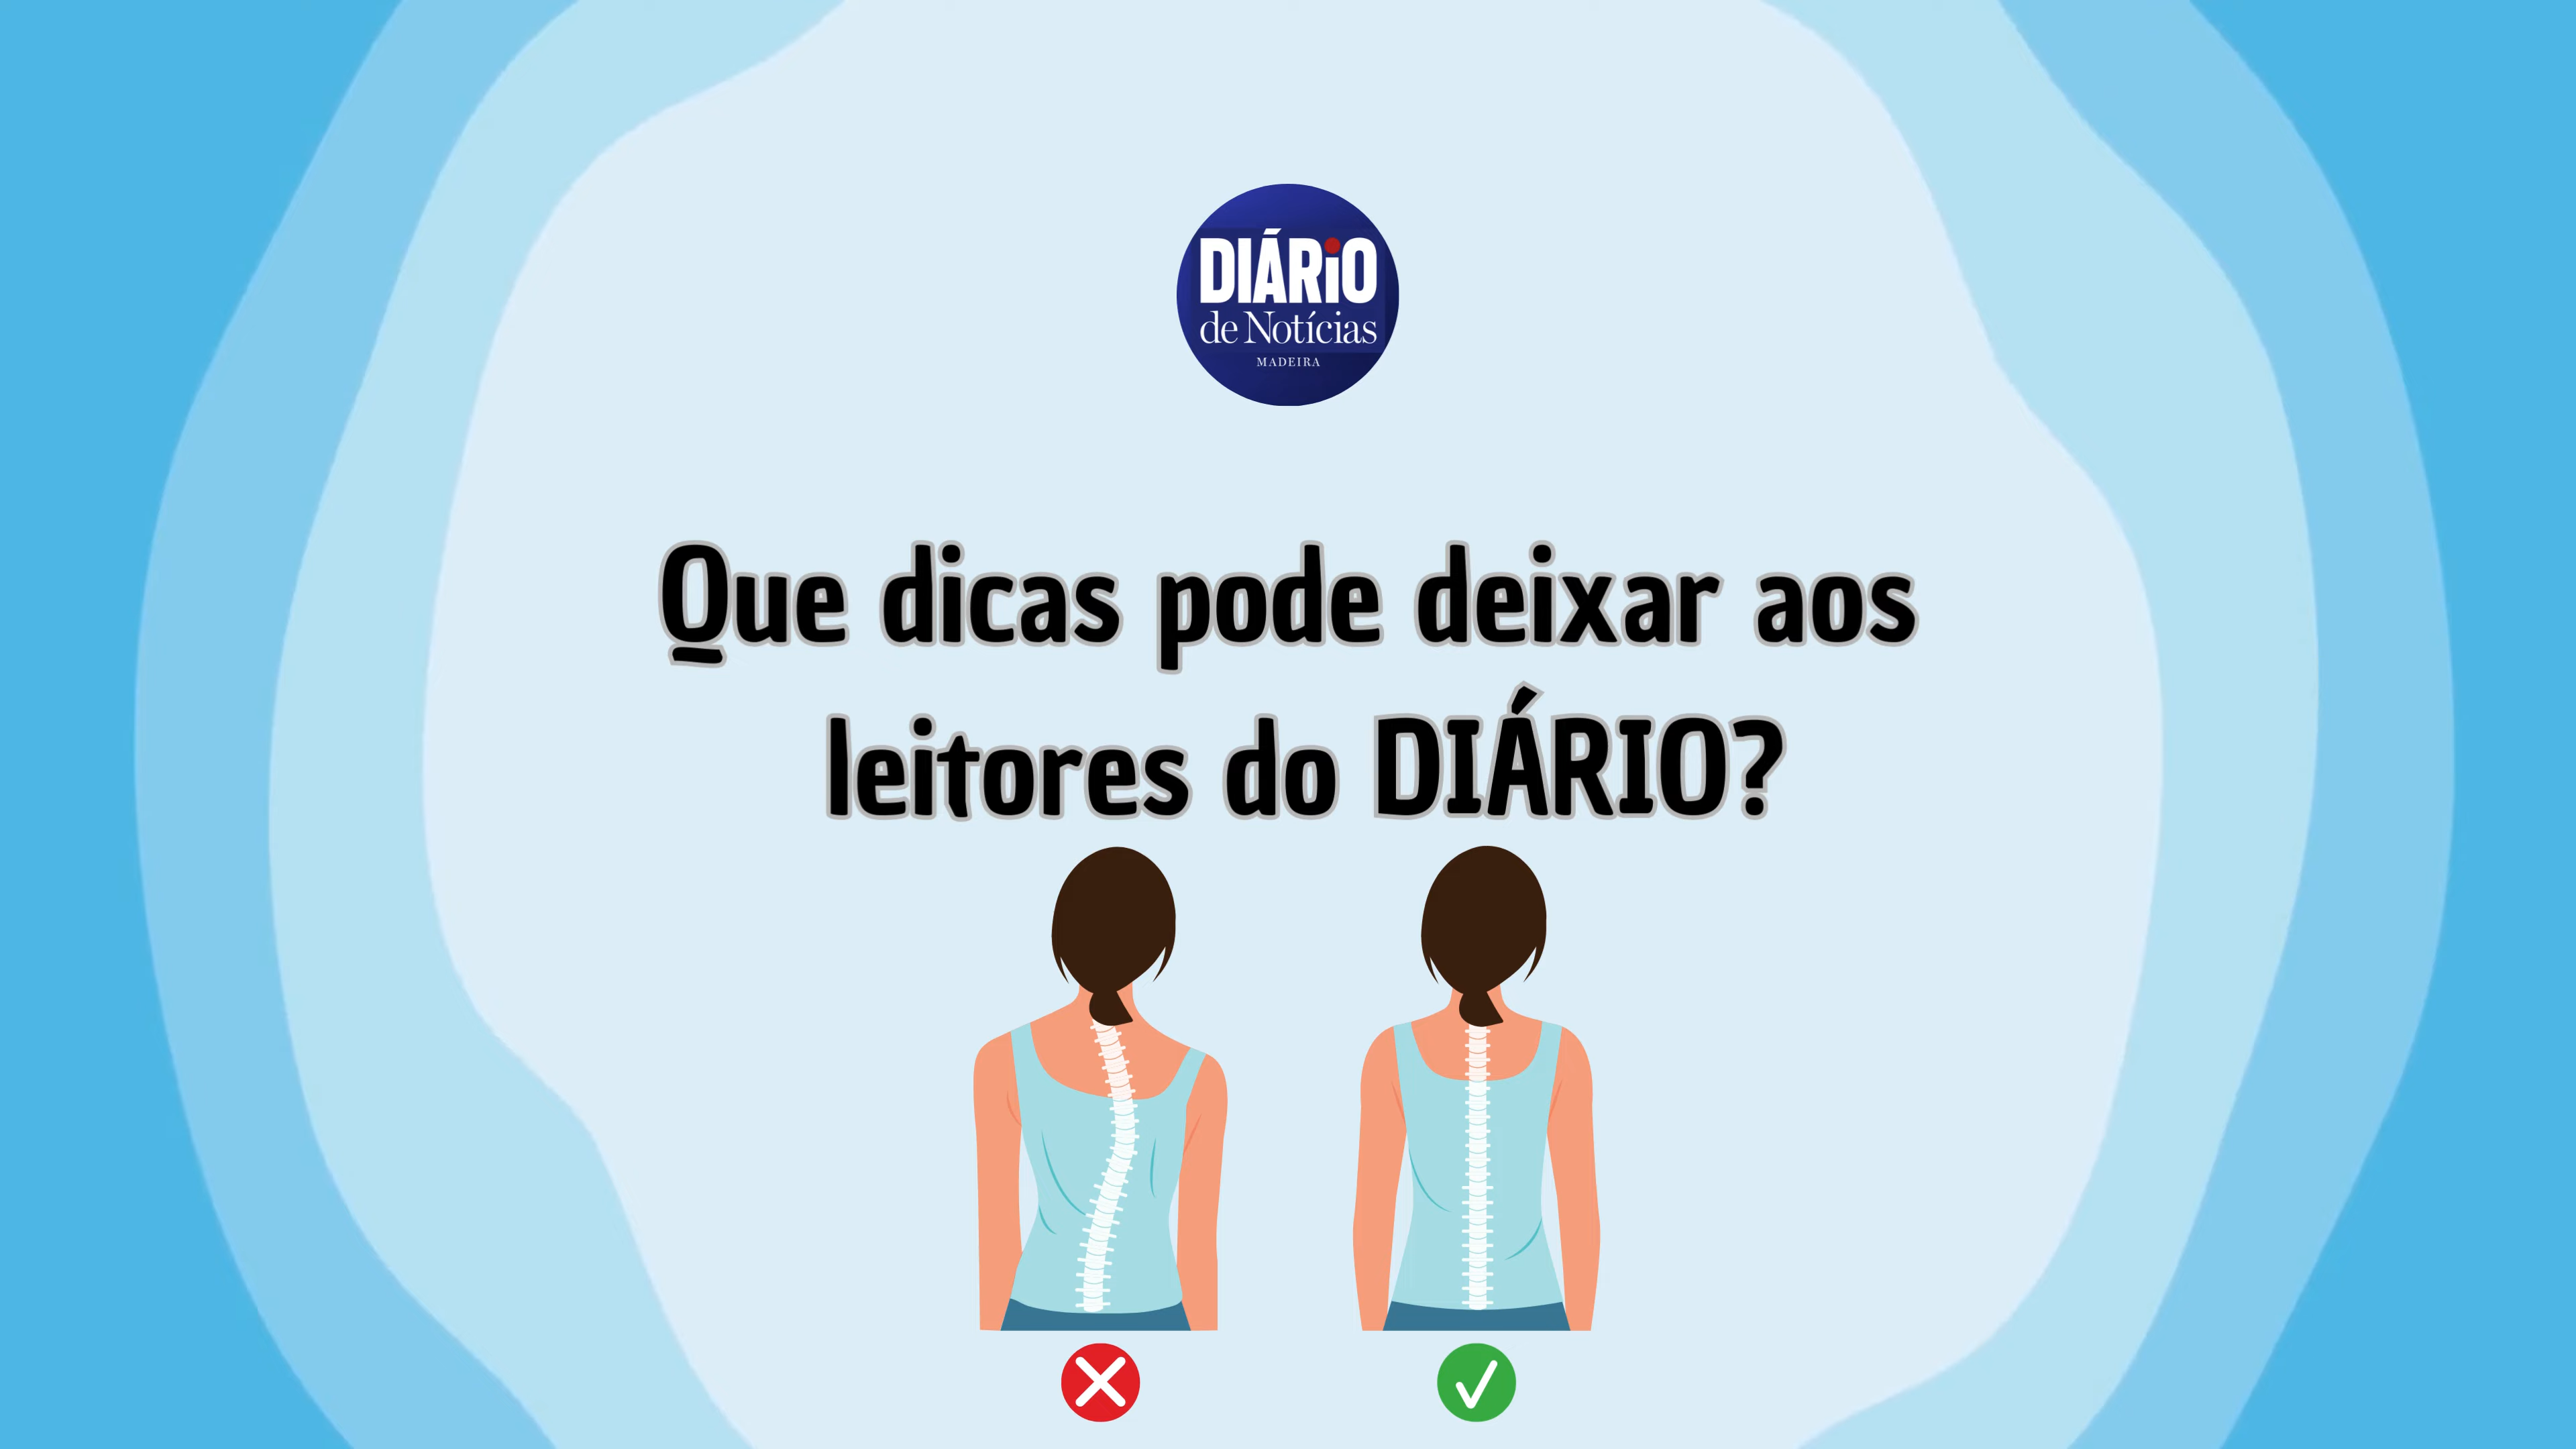 DIÁRiO
de Notícias
MADEIRA
Que dicas pode deixar aos
leitores do DIÁRIO?